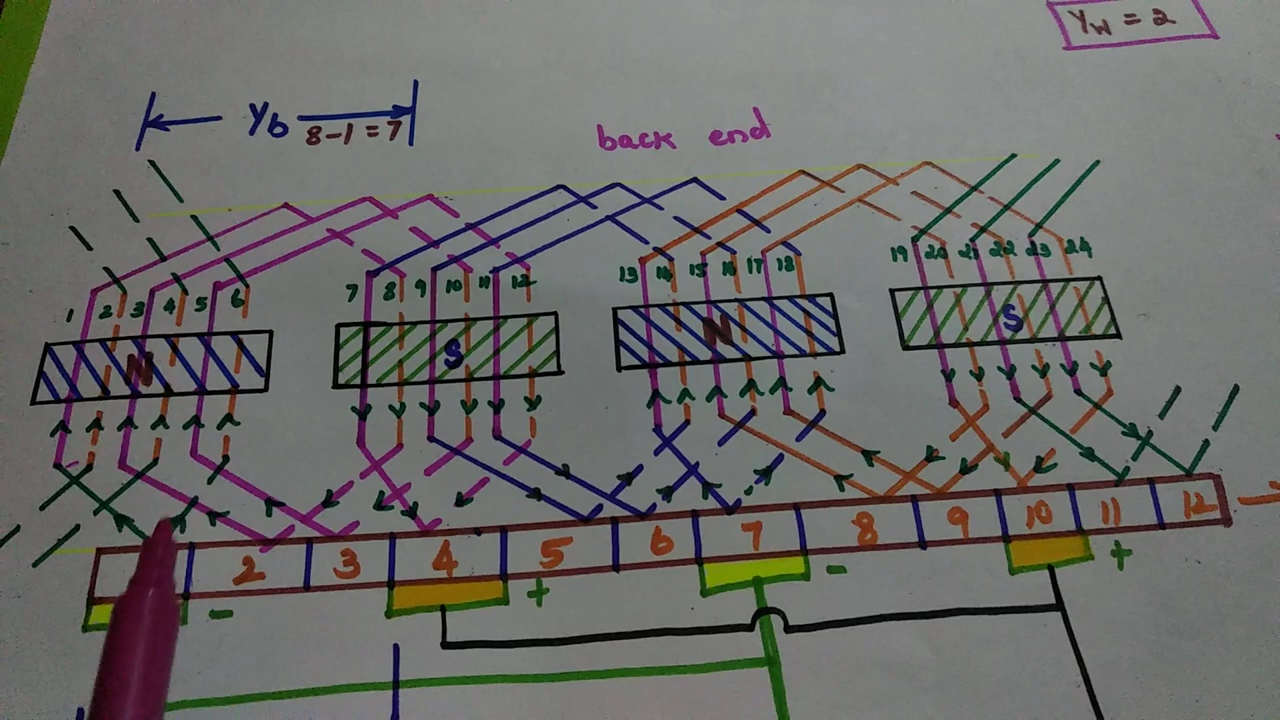 Yw = 2
Yb 8-1=7
back end
1 2 3 4 5 6 7 8 9 10 11 12 13 14 15 16 17 18 19 20 21 22 23 24
N S N S
2 3 4 5 6 7 8 9 10 11 12
- + - +